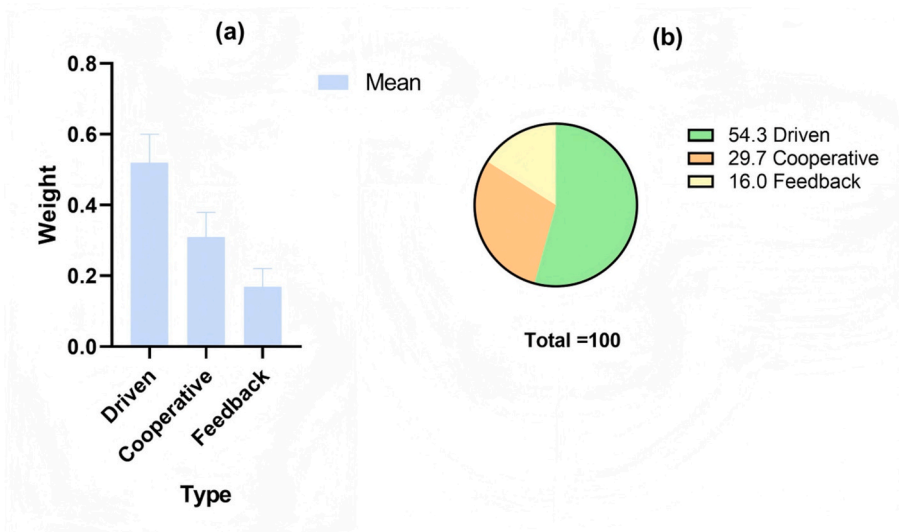 (a)
Weight
0.8
0.6
0.4
0.2
0.0
Mean
Driven
Cooperative
Feedback
Type
(b)
54.3 Driven
29.7 Cooperative
16.0 Feedback
Total =100